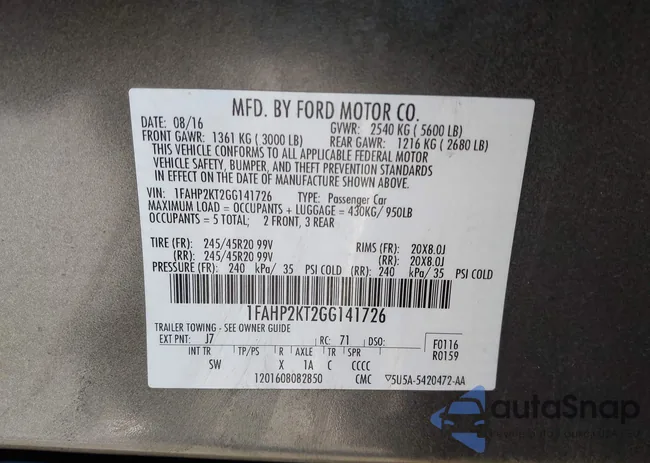 MFD. BY FORD MOTOR CO.
DATE: 08/16 GVWR: 2540 KG ( 5600 LB)
FRONT GAWR: 1361 KG ( 3000 LB) REAR GAWR: 1216 KG ( 2680 LB)
THIS VEHICLE CONFORMS TO ALL APPLICABLE FEDERAL MOTOR
VEHICLE SAFETY, BUMPER, AND THEFT PREVENTION STANDARDS
IN EFFECT ON THE DATE OF MANUFACTURE SHOWN ABOVE.
VIN: 1FAHP2KT2GG141726 TYPE: Passenger Car
MAXIMUM LOAD = OCCUPANTS + LUGGAGE = 430KG/ 950LB
OCCUPANTS = 5 TOTAL; 2 FRONT, 3 REAR
TIRE (FR): 245/45R20 99V RIMS (FR): 20X8.0J
(RR): 245/45R20 99V (RR): 20X8.0J
PRESSURE (FR): 240 kPa/ 35 PSI COLD (RR): 240 kPa/ 35 PSI COLD
1FAHP2KT2GG141726
TRAILER TOWING - SEE OWNER GUIDE
EXT PNT: J7 RC: 71 DSO: F0116
INT TR TP/PS R AXLE TR SPR R0159
SW X 1A C CCCC
1201608082850 CMC ▽5U5A-5420472-AA
autaSnap